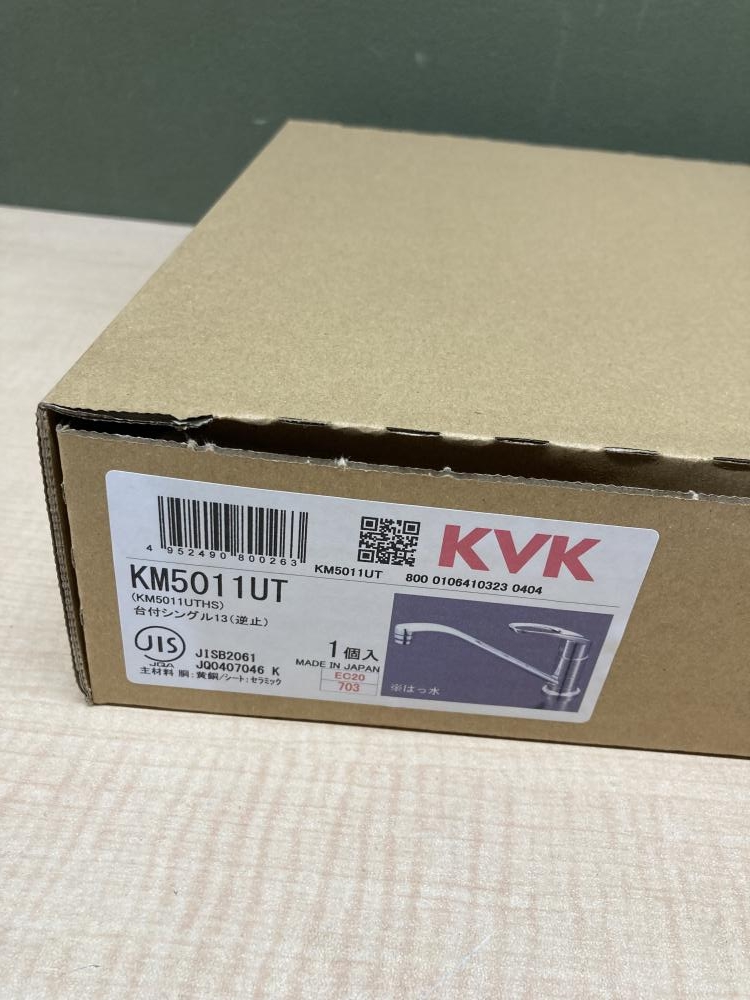 4 952490 800263
KM5011UT
KVK
800 0106410323 0404
KM5011UT
(KM5011UTHS)
台付シングル13(逆止)
JIS
JQA
JISB2061
JQ0407046 K
主材料 胴:黄銅/シート:セラミック
1個入
MADE IN JAPAN
EC20
703
※はっ水